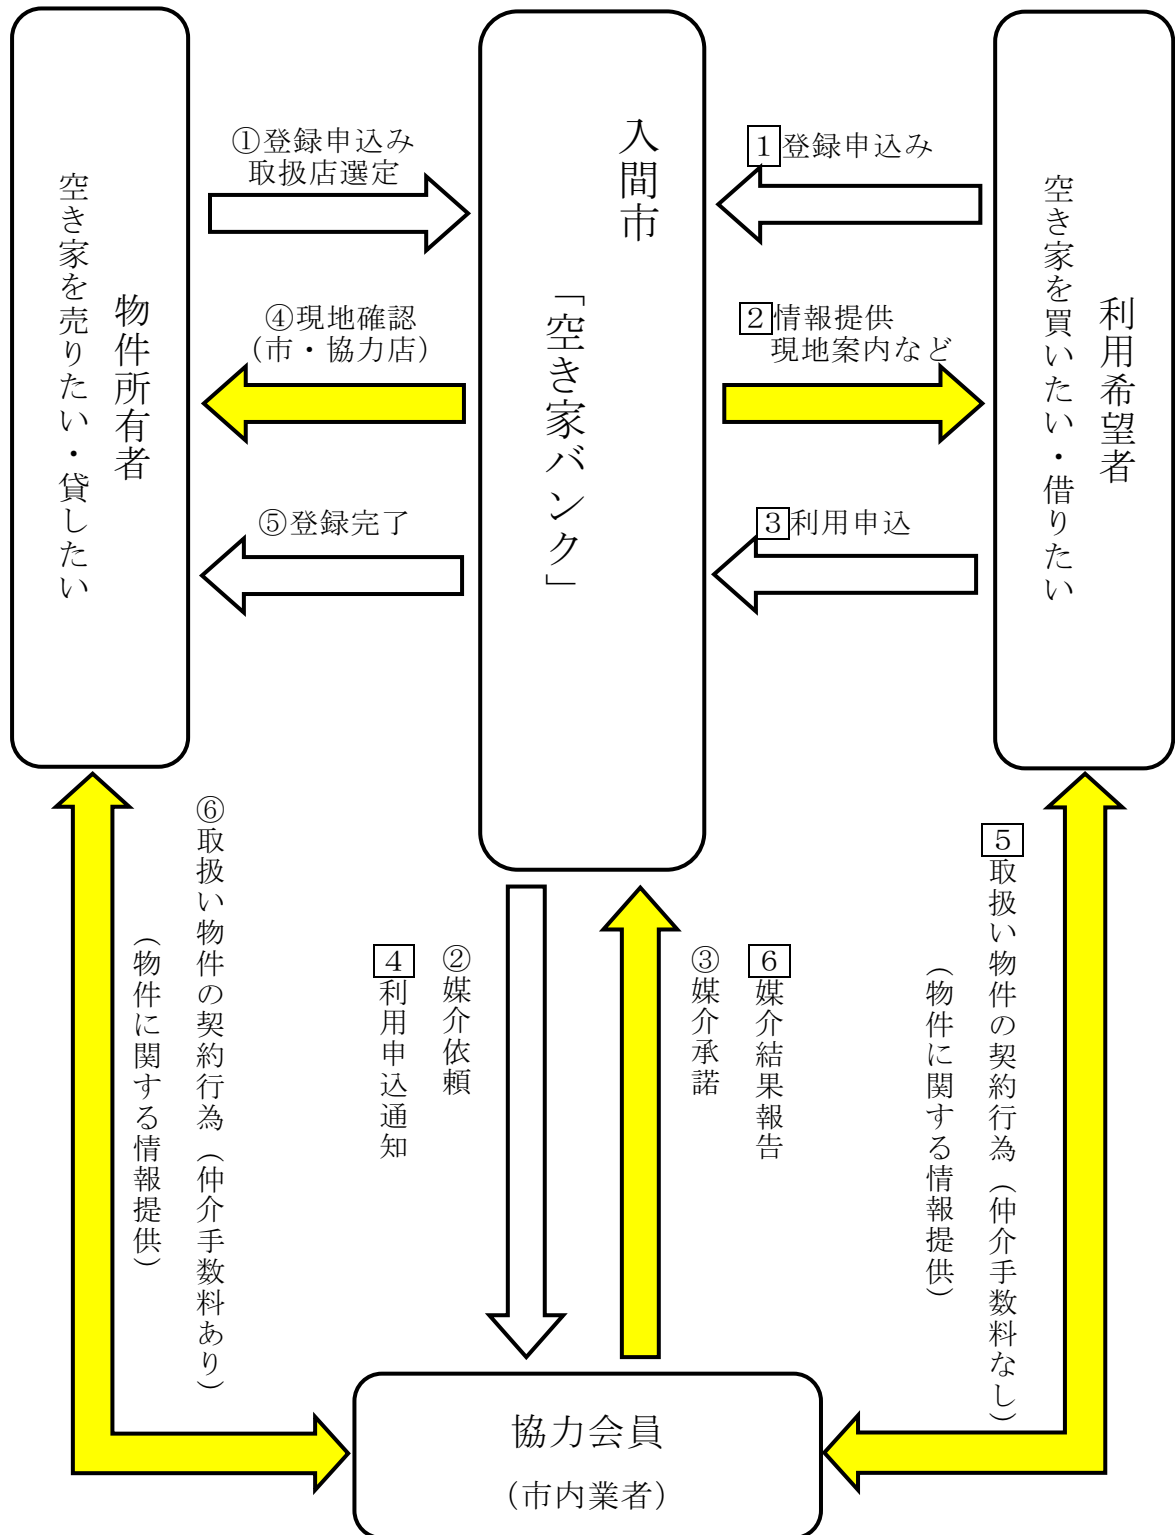 物件所有者
空き家を売りたい・貸したい
①登録申込み
取扱店選定
④現地確認
（市・協力店）
⑤登録完了
入間市
「空き家バンク」
1登録申込み
2情報提供
現地案内など
3利用申込
利用希望者
空き家を買いたい・借りたい
⑥取扱い物件の契約行為（仲介手数料あり）
（物件に関する情報提供）
②媒介依頼
4利用申込通知
6媒介結果報告
③媒介承諾
5取扱い物件の契約行為（仲介手数料なし）
（物件に関する情報提供）
協力会員
（市内業者）